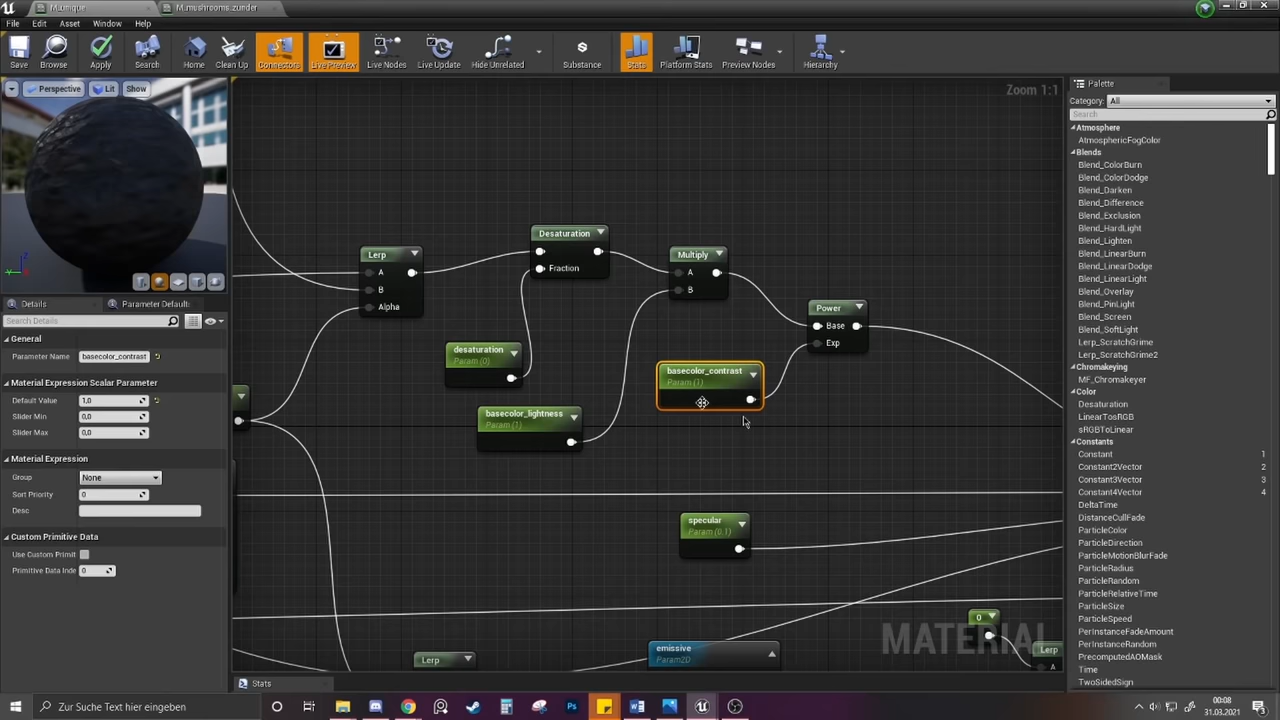 M_unique
M.mushrooms.zunder
File Edit Asset Window Help
Save Browse Apply Search Home Clean Up Connectors Live Preview Live Nodes Live Update Hide Unrelated Substance Stats Platform Stats Preview Nodes Hierarchy
Perspective Lit Show
Zoom 1:1
Details Parameter Default:
Search Details
General
Parameter Name basecolor_contrast
Material Expression Scalar Parameter
Default Value 1,0
Slider Min 0,0
Slider Max 0,0
Material Expression
Group None
Sort Priority 0
Desc
Custom Primitive Data
Use Custom Primit
Primitive Data Inde 0
Lerp
A
B
Alpha
Desaturation
Fraction
Multiply
A
B
Power
Base
Exp
desaturation
Param (0)
basecolor_contrast
Param (1)
basecolor_lightness
Param (1)
specular
Param (0.1)
emissive
Param2D
Lerp
0
Lerp
A
MATERIAL
Stats
Palette
Category: All
Search
Atmosphere
AtmosphericFogColor
Blends
Blend_ColorBurn
Blend_ColorDodge
Blend_Darken
Blend_Difference
Blend_Exclusion
Blend_HardLight
Blend_Lighten
Blend_LinearBurn
Blend_LinearDodge
Blend_LinearLight
Blend_Overlay
Blend_PinLight
Blend_Screen
Blend_SoftLight
Lerp_ScratchGrime
Lerp_ScratchGrime2
Chromakeying
MF_Chromakeyer
Color
Desaturation
LinearTosRGB
sRGBToLinear
Constants
Constant 1
Constant2Vector 2
Constant3Vector 3
Constant4Vector 4
DeltaTime
DistanceCullFade
ParticleColor
ParticleDirection
ParticleMotionBlurFade
ParticleRadius
ParticleRandom
ParticleRelativeTime
ParticleSize
ParticleSpeed
PerInstanceFadeAmount
PerInstanceRandom
PrecomputedAOMask
Time
TwoSidedSign
Zur Suche Text hier eingeben
00:08
31.03.2021